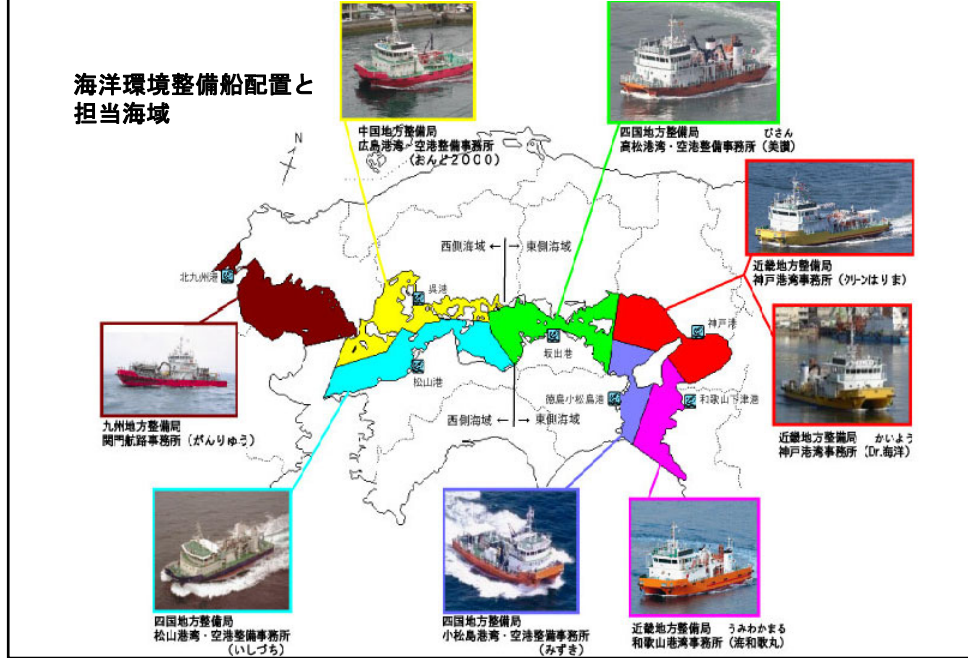 海洋環境整備船配置と
担当海域
中国地方整備局
広島港湾・空港整備事務所
(おんど2000)
四国地方整備局 びさん
高松港湾・空港整備事務所(美讃)
N
近畿地方整備局
神戸港湾事務所(クリーンはりま)
西側海域 ← → 東側海域
北九州港
呉港
神戸港
坂出港
松山港
徳島小松島港
和歌山下津港
西側海域 ← → 東側海域
九州地方整備局
関門航路事務所(がんりゅう)
近畿地方整備局 かいよう
神戸港湾事務所(Dr.海洋)
四国地方整備局
松山港湾・空港整備事務所
(いしづち)
四国地方整備局
小松島港湾・空港整備事務所
(みずき)
近畿地方整備局 うみわかまる
和歌山港湾事務所(海和歌丸)